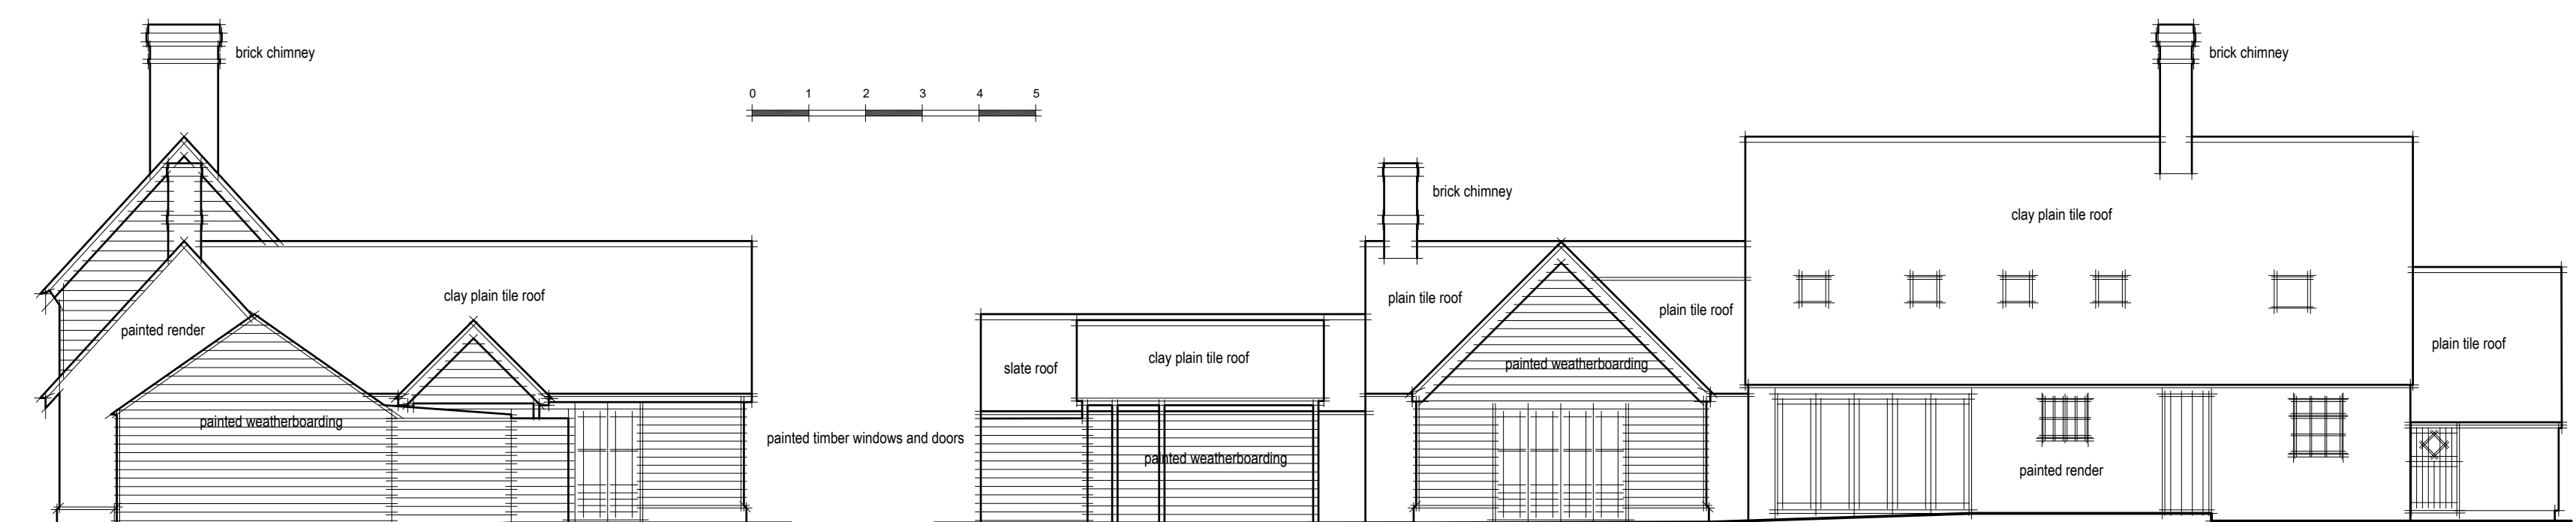 brick chimney
brick chimney
0 1 2 3 4 5
brick chimney
clay plain tile roof
clay plain tile roof
plain tile roof
plain tile roof
painted render
plain tile roof
clay plain tile roof
slate roof
painted weatherboarding
painted weatherboarding
painted timber windows and doors
painted weatherboarding
painted render